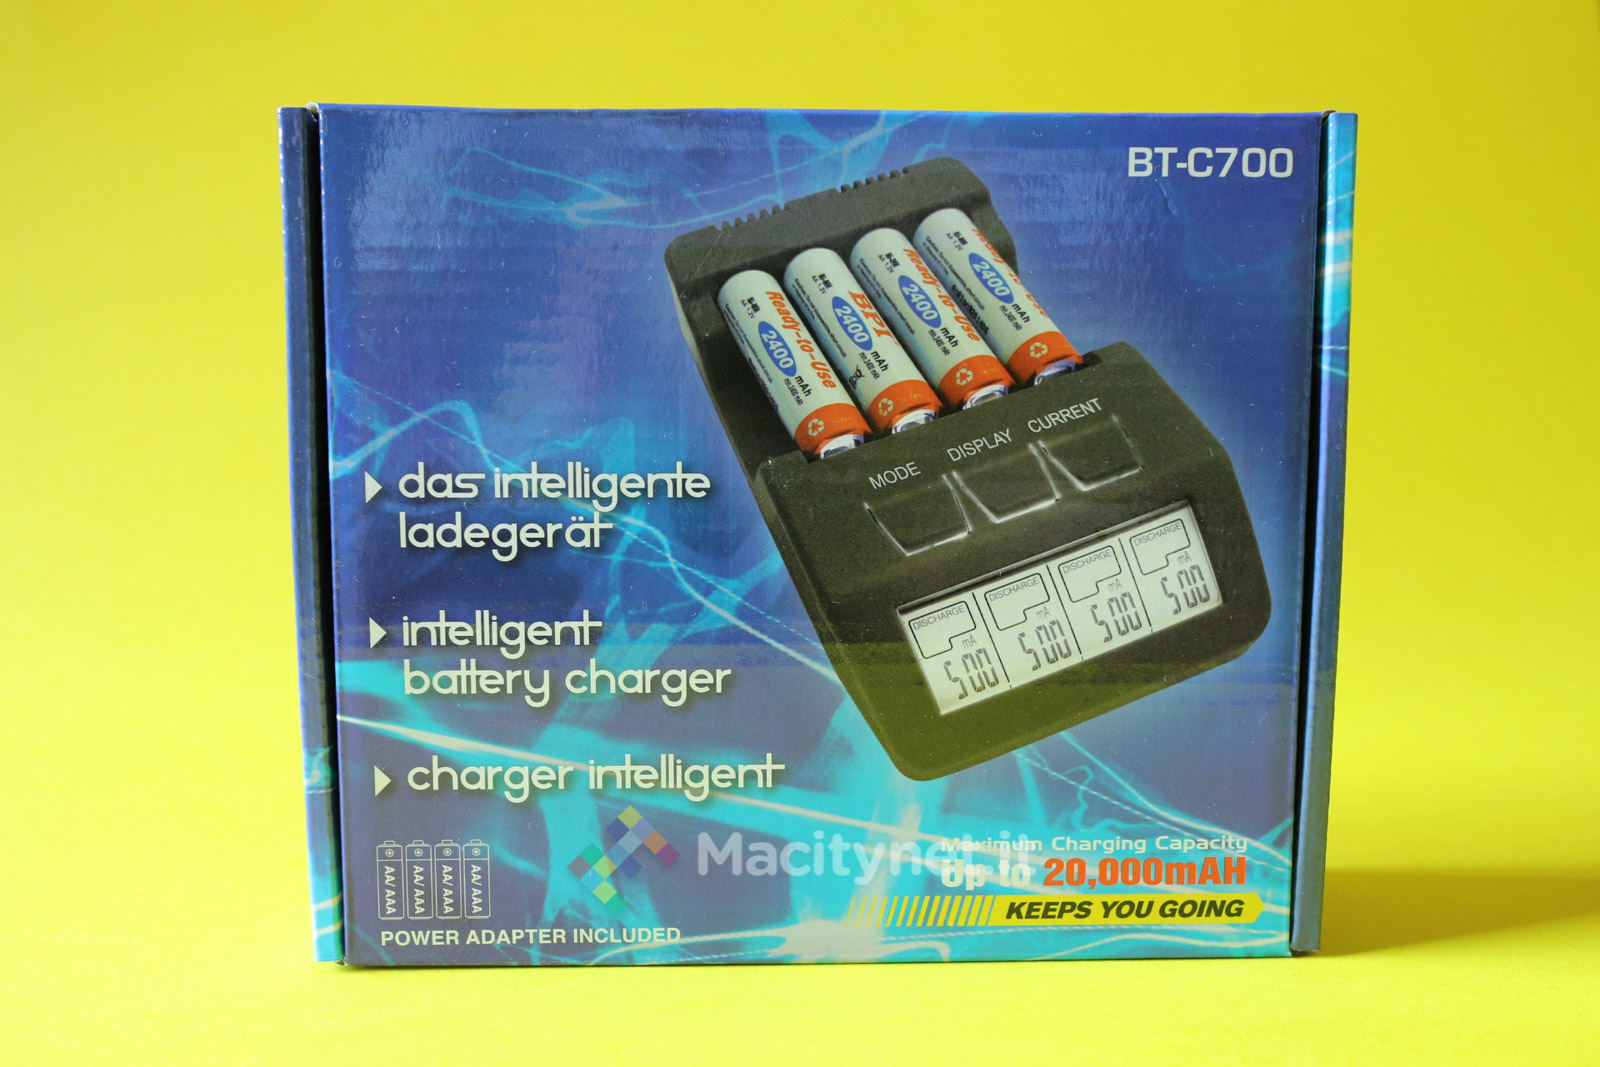 BT-C700
Ready-to-Use
2400 mAh
BPI
2400 mAh
Ready-to-Use
2400 mAh
2400 mAh
MODE
DISPLAY
CURRENT
DISCHARGE
mA
500
DISCHARGE
mA
500
DISCHARGE
mA
500
DISCHARGE
mA
500
das intelligente
ladegerät
intelligent
battery charger
charger intelligent
AA/AAA
AA/AAA
AA/AAA
AA/AAA
POWER ADAPTER INCLUDED
Macitynet.it
Maximum Charging Capacity
Up to 20,000mAH
KEEPS YOU GOING